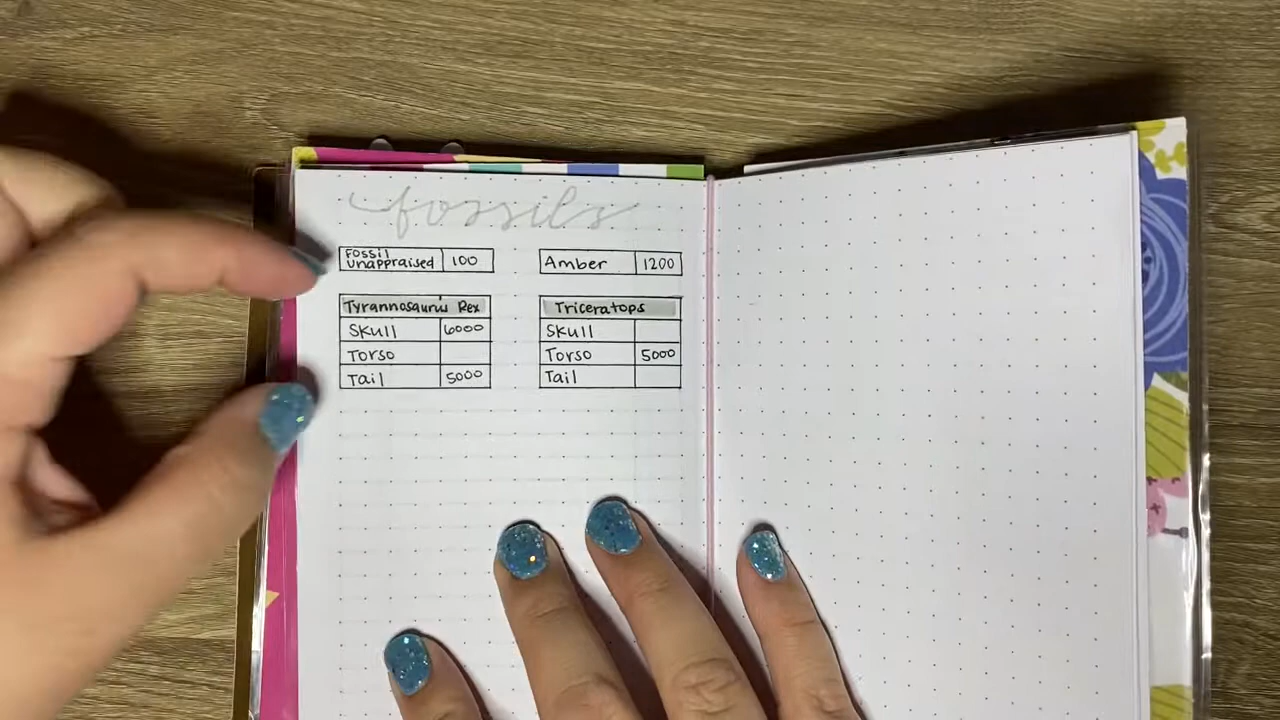 fossils
Fossil
unappraised 100
Amber 1200
Tyrannosaurus Rex
Skull 6000
Torso
Tail 5000
Triceratops
Skull
Torso 5000
Tail